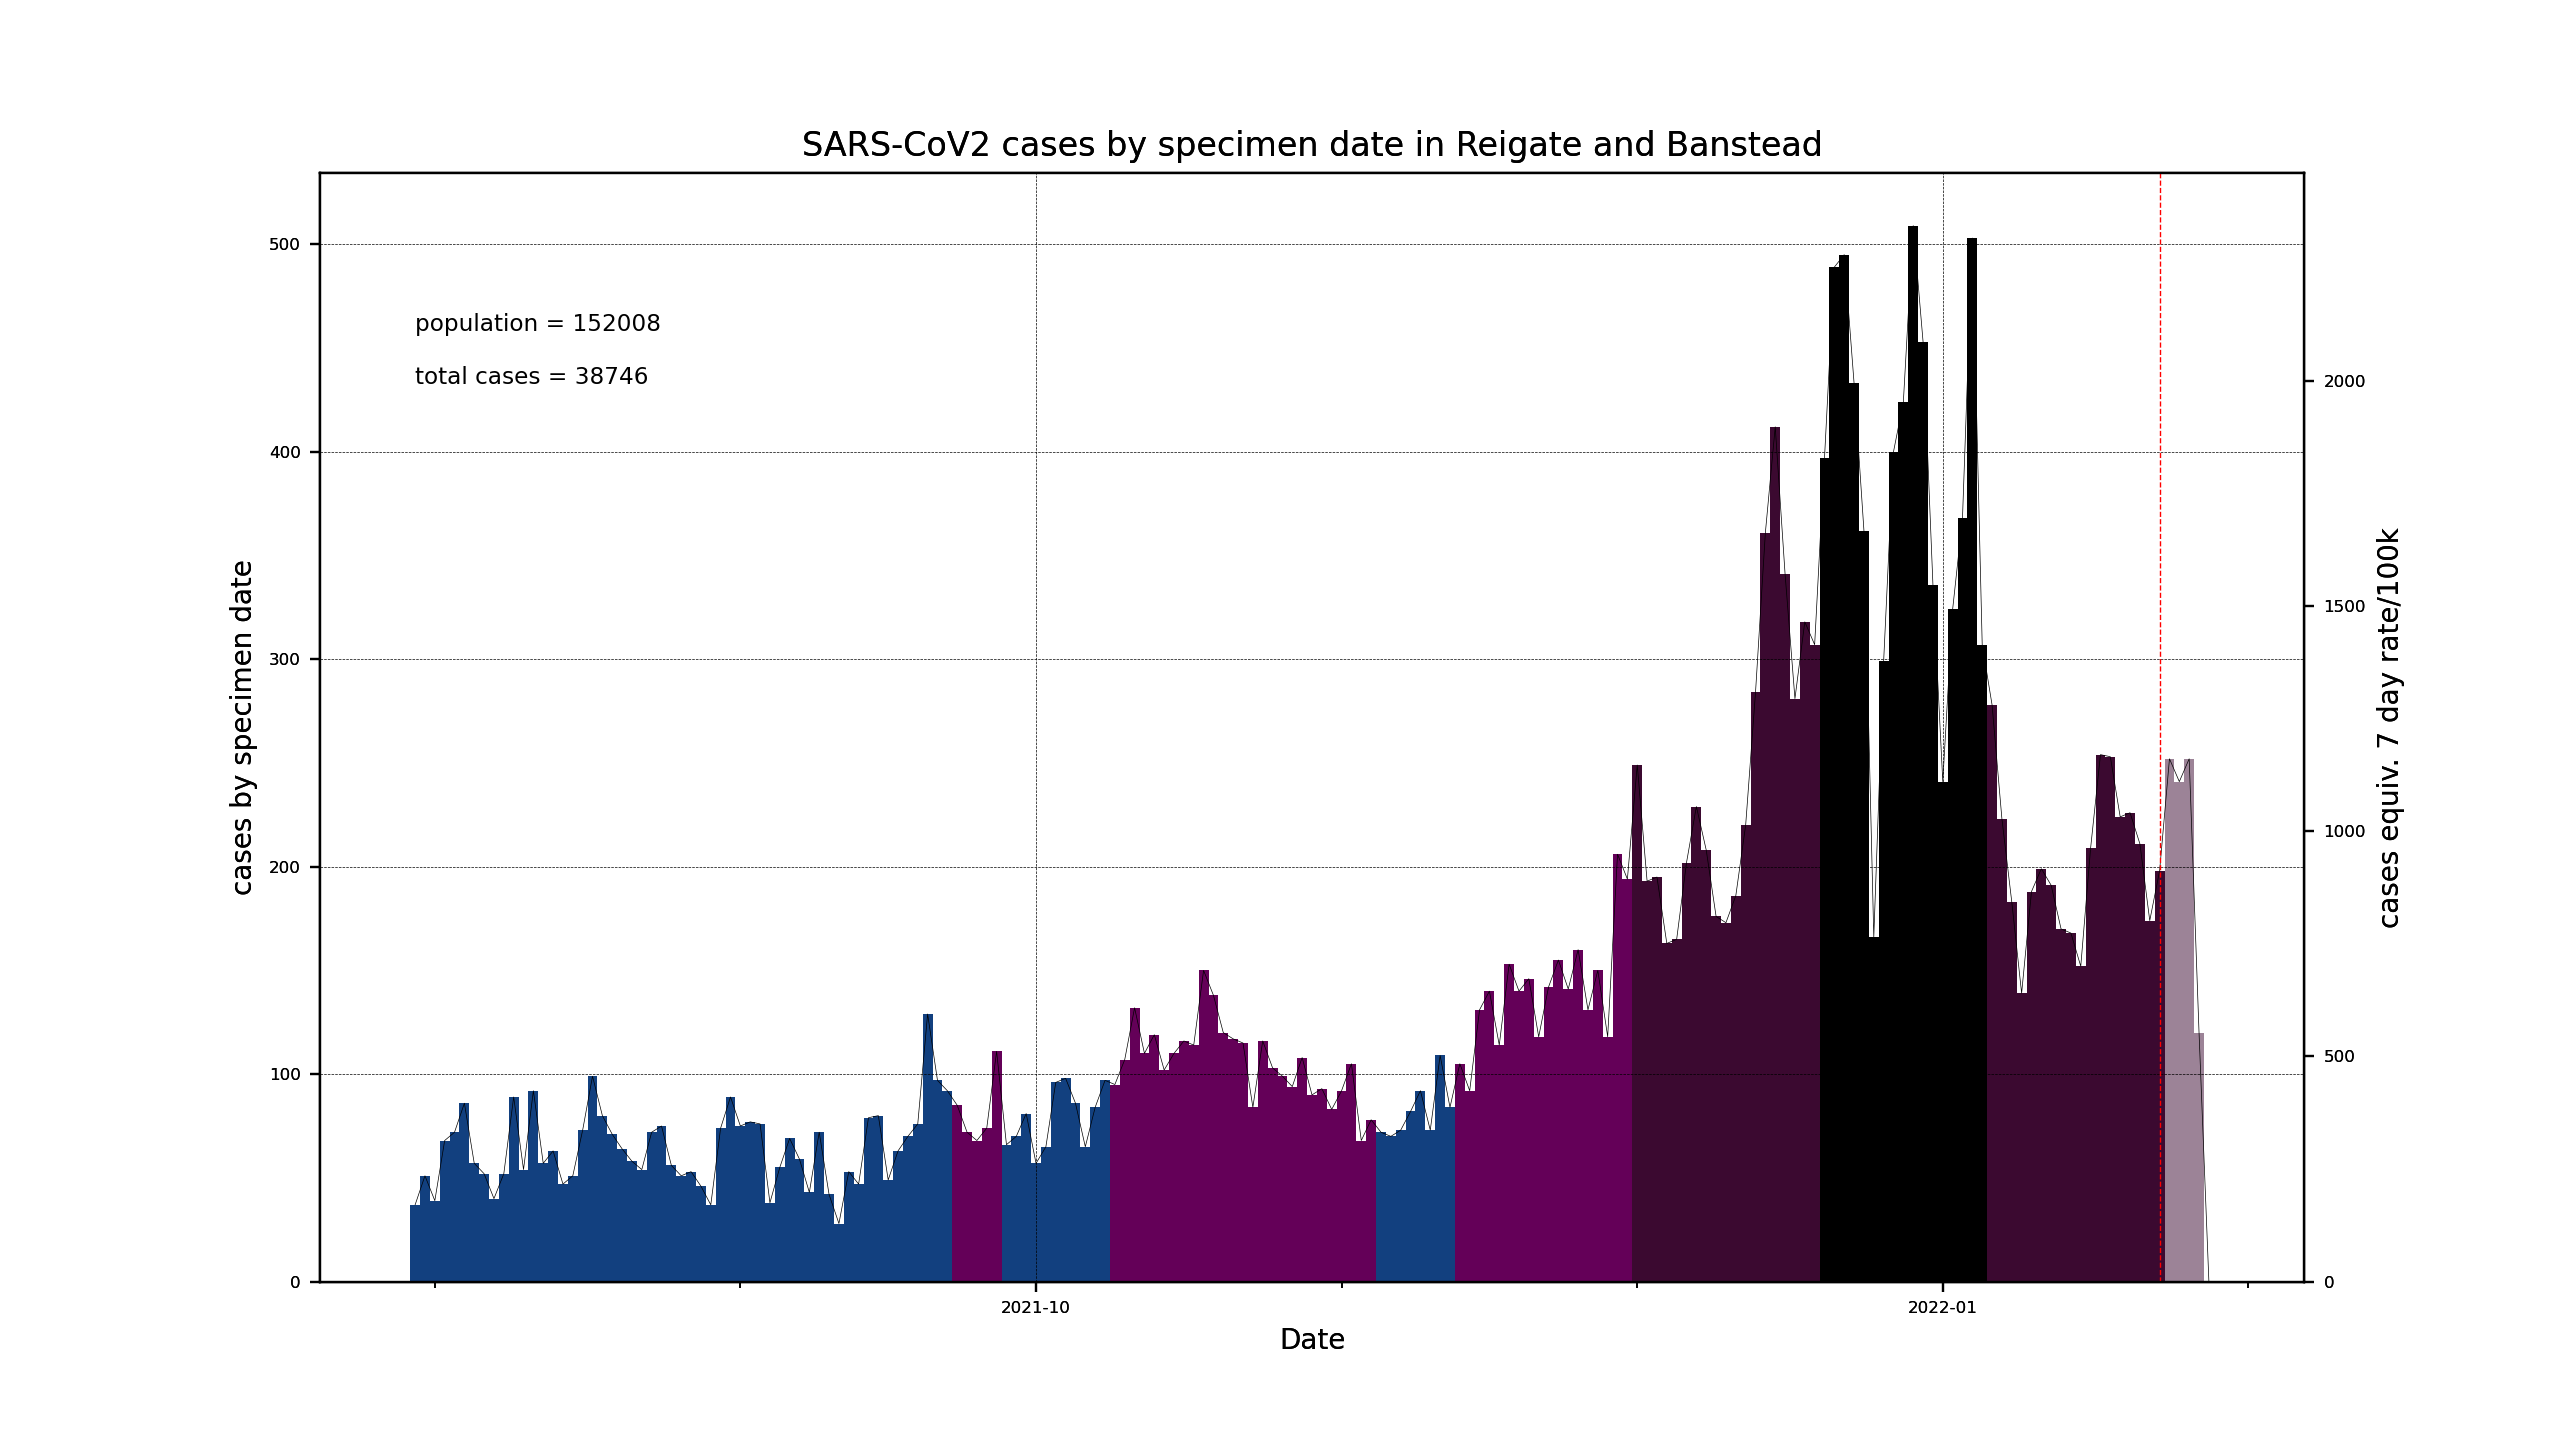 SARS-CoV2 cases by specimen date in Reigate and Banstead
population = 152008
total cases = 38746
cases by specimen date
500
400
300
200
100
0
2000
1500
1000
500
0
cases equiv. 7 day rate/100k
2021-10
2022-01
Date